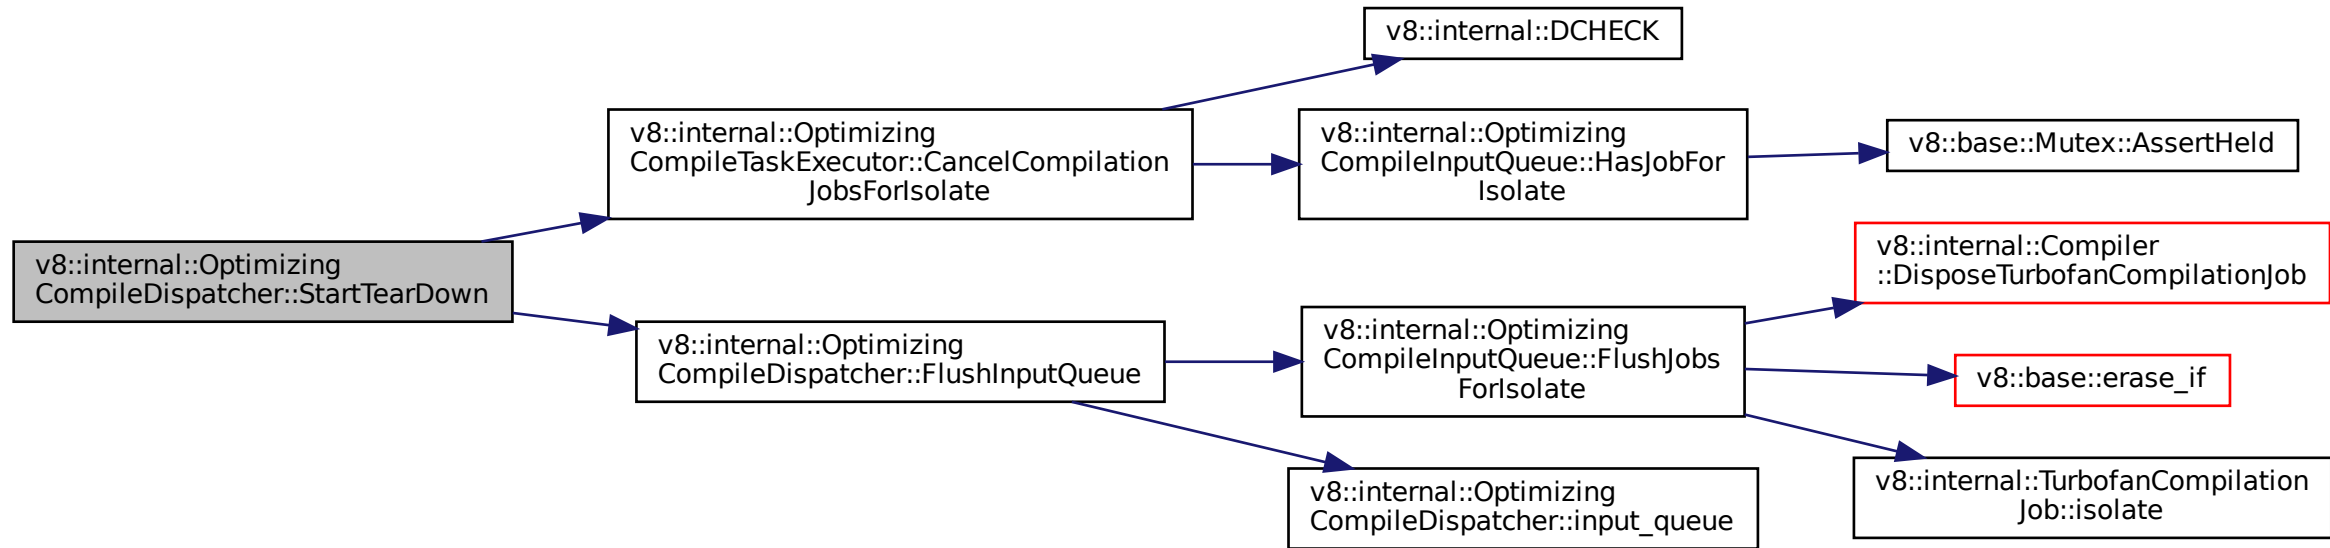 v8::internal::Optimizing
CompileDispatcher::StartTearDown
v8::internal::Optimizing
CompileTaskExecutor::CancelCompilation
JobsForIsolate
v8::internal::DCHECK
v8::internal::Optimizing
CompileInputQueue::HasJobFor
Isolate
v8::base::Mutex::AssertHeld
v8::internal::Optimizing
CompileDispatcher::FlushInputQueue
v8::internal::Optimizing
CompileInputQueue::FlushJobs
ForIsolate
v8::internal::Compiler
::DisposeTurbofanCompilationJob
v8::base::erase_if
v8::internal::TurbofanCompilation
Job::isolate
v8::internal::Optimizing
CompileDispatcher::input_queue